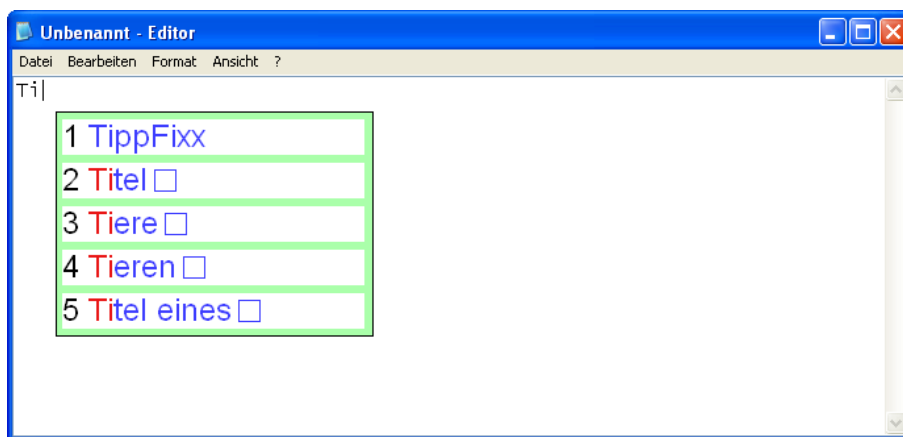 Unbenannt - Editor
Datei Bearbeiten Format Ansicht ?
Ti
1 TippFixx
2 Titel
3 Tiere
4 Tieren
5 Titel eines